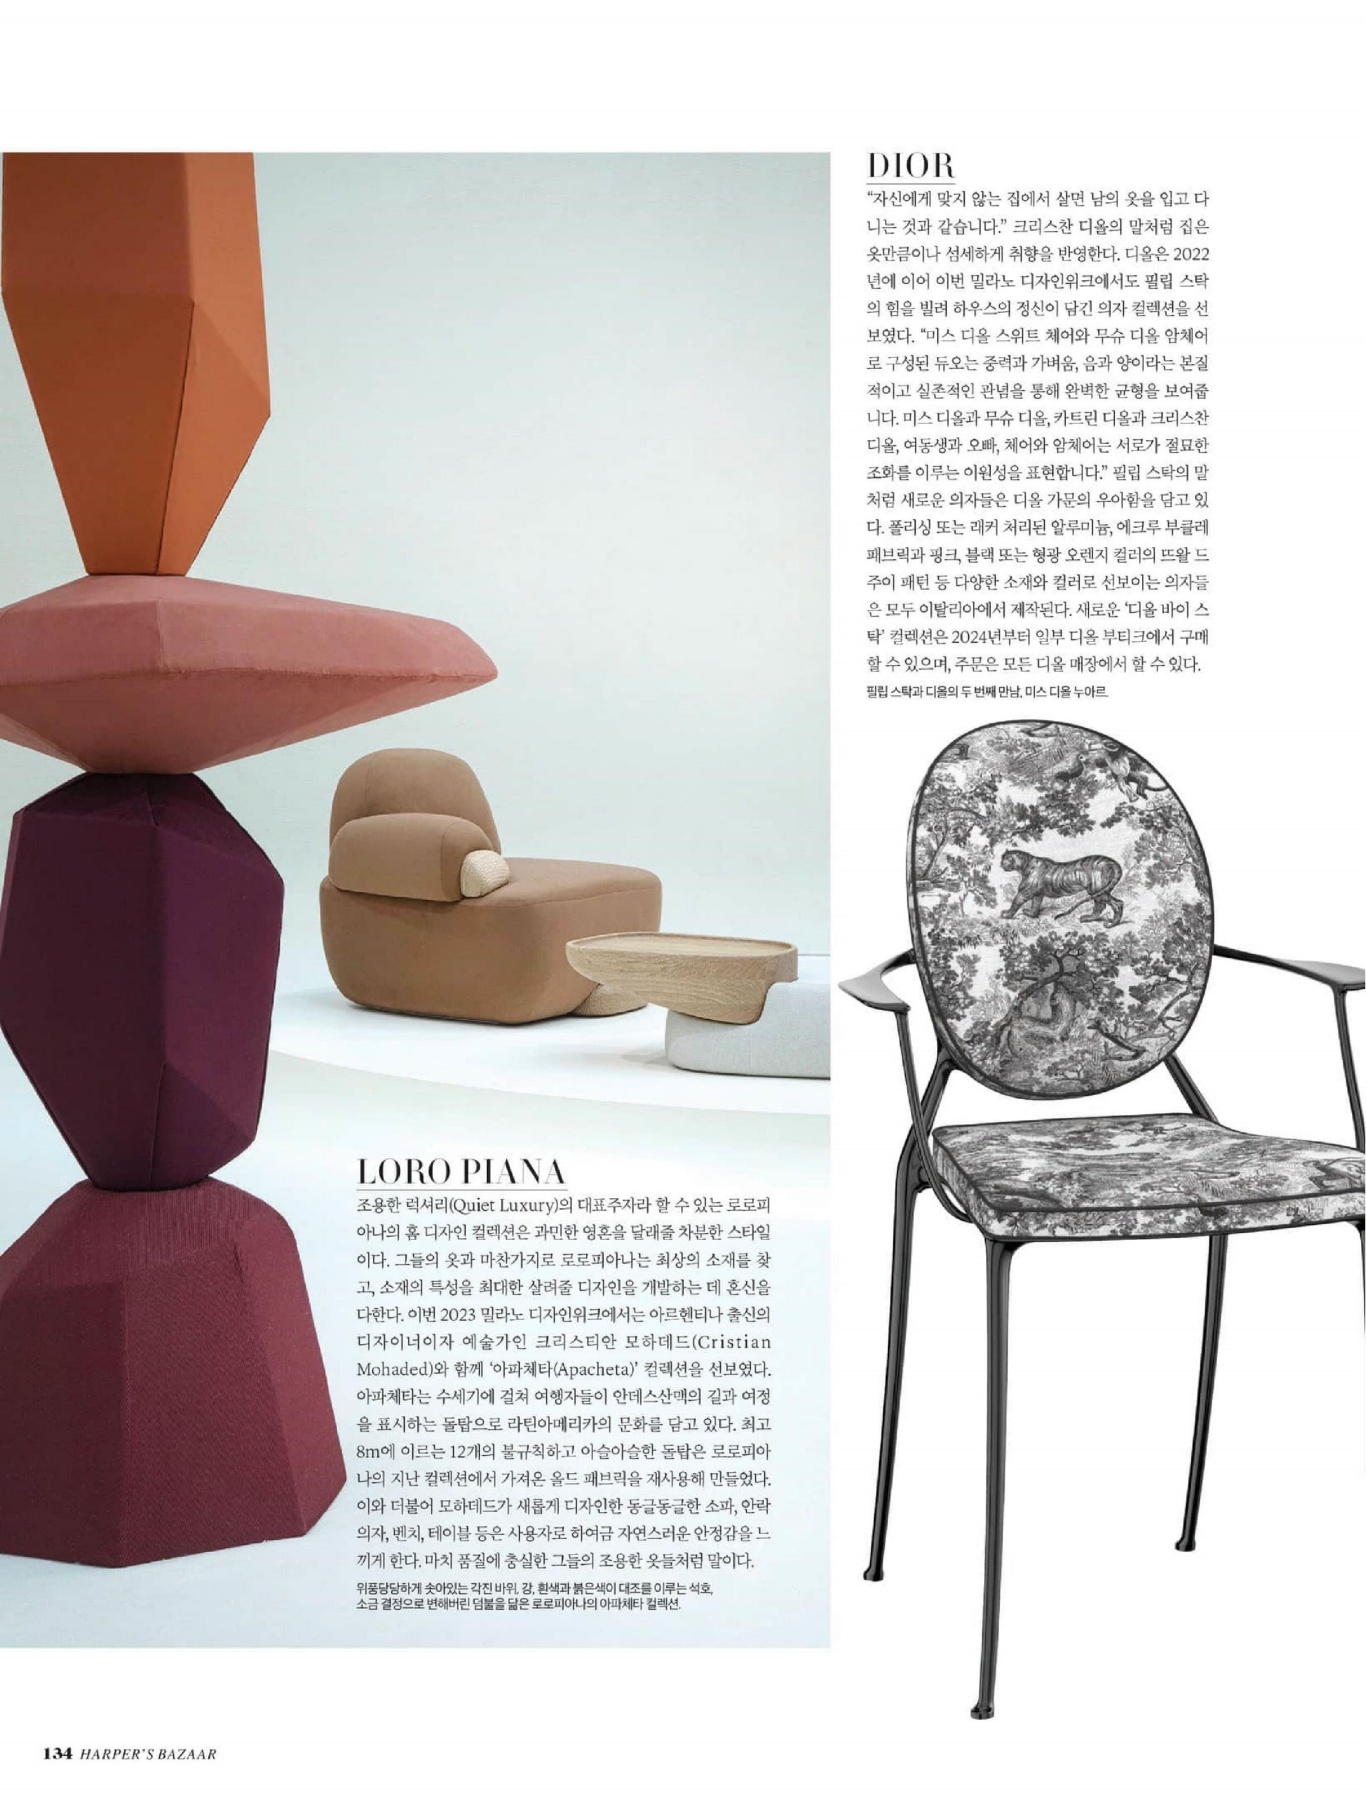 DIOR
“자신에게 맞지 않는 집에서 살면 남의 옷을 입고 다
니는 것과 같습니다.” 크리스챤 디올의 말처럼 집은
옷만큼이나 섬세하게 취향을 반영한다. 디올은 2022
년에 이어 이번 밀라노 디자인위크에서도 필립 스탁
의 힘을 빌려 하우스의 정신이 담긴 의자 컬렉션을 선
보였다. “미스 디올 스위트 체어와 무슈 디올 암체어
로 구성된 듀오는 중력과 가벼움, 음과 양이라는 본질
적이고 실존적인 관념을 통해 완벽한 균형을 보여줍
니다. 미스 디올과 무슈 디올, 카트린 디올과 크리스찬
디올, 여동생과 오빠, 체어와 암체어는 서로가 절묘한
조화를 이루는 이원성을 표현합니다.” 필립 스탁의 말
처럼 새로운 의자들은 디올 가문의 우아함을 담고 있
다. 폴리싱 또는 래커 처리된 알루미늄, 에크루 부클레
패브릭과 핑크, 블랙 또는 형광 오렌지 컬러의 뜨왈 드
주이 패턴 등 다양한 소재와 컬러로 선보이는 의자들
은 모두 이탈리아에서 제작된다. 새로운 ‘디올 바이 스
탁’ 컬렉션은 2024년부터 일부 디올 부티크에서 구매
할 수 있으며, 주문은 모든 디올 매장에서 할 수 있다.
필립 스탁과 디올의 두 번째 만남, 미스 디올 누아르.
LORO PIANA
조용한 럭셔리(Quiet Luxury)의 대표주자라 할 수 있는 로로피
아나의 홈 디자인 컬렉션은 과민한 영혼을 달래줄 차분한 스타일
이다. 그들의 옷과 마찬가지로 로로피아나는 최상의 소재를 찾
고, 소재의 특성을 최대한 살려줄 디자인을 개발하는 데 혼신을
다한다. 이번 2023 밀라노 디자인위크에서는 아르헨티나 출신의
디자이너이자 예술가인 크리스티안 모하데드(Cristian
Mohaded)와 함께 ‘아파체타(Apacheta)’ 컬렉션을 선보였다.
아파체타는 수세기에 걸쳐 여행자들이 안데스산맥의 길과 여정
을 표시하는 돌탑으로 라틴아메리카의 문화를 담고 있다. 최고
8m에 이르는 12개의 불규칙하고 아슬아슬한 돌탑은 로로피아
나의 지난 컬렉션에서 가져온 올드 패브릭을 재사용해 만들었다.
이와 더불어 모하데드가 새롭게 디자인한 동글동글한 소파, 안락
의자, 벤치, 테이블 등은 사용자로 하여금 자연스러운 안정감을 느
끼게 한다. 마치 품질에 충실한 그들의 조용한 옷들처럼 말이다.
위풍당당하게 솟아있는 각진 바위, 강, 흰색과 붉은색이 대조를 이루는 석호,
소금 결정으로 변해버린 덤불을 닮은 로로피아나의 아파체타 컬렉션.
134 HARPER'S BAZAAR